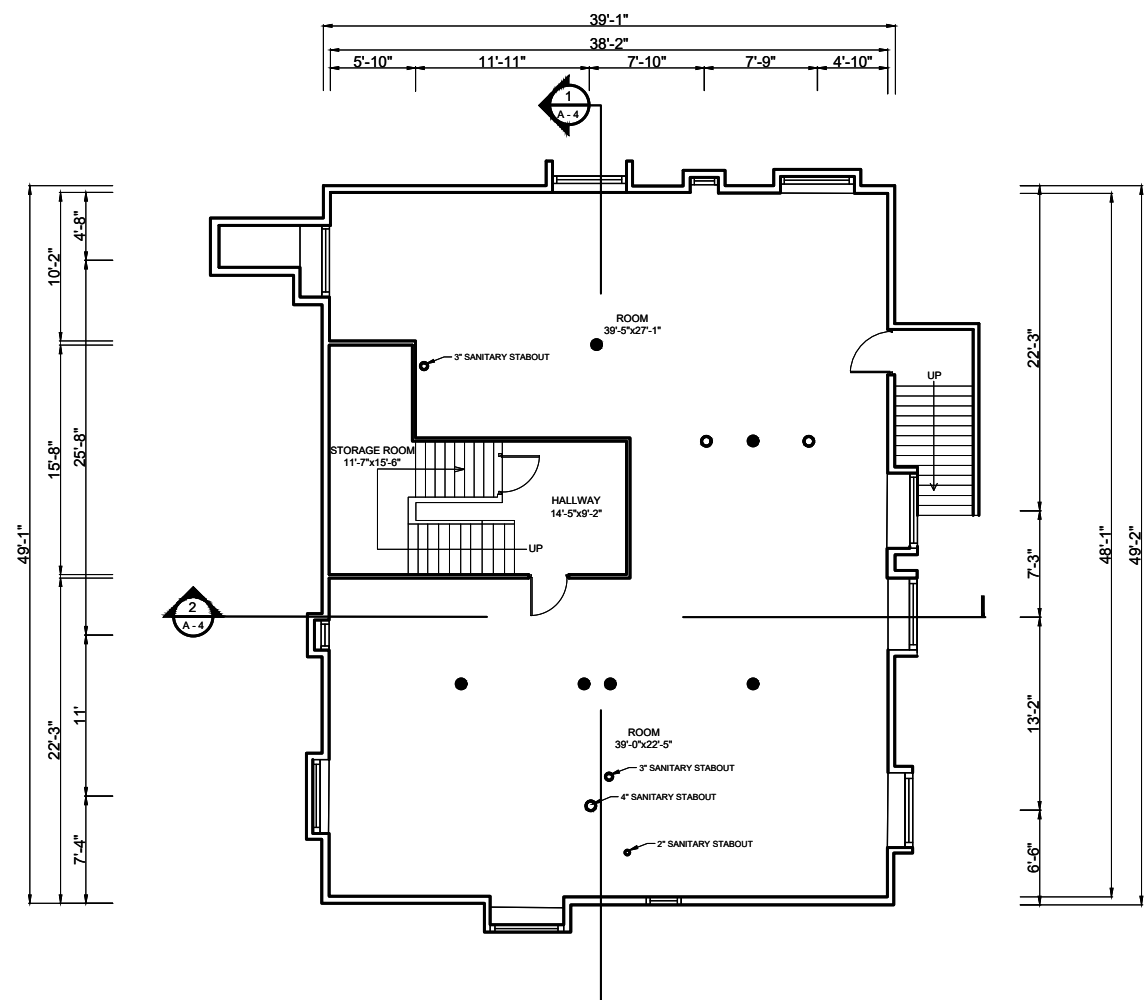 39'-1"
38'-2"
5'-10"
11'-11"
7'-10"
7'-9"
4'-10"
1
A - 4
4'-8"
10'-2"
ROOM
39'-5"x27'-1"
3" SANITARY STABOUT
22'-3"
UP
25'-8"
15'-8"
STORAGE ROOM
11'-7"x15'-6"
HALLWAY
14'-5"x9'-2"
UP
49'-1"
7'-3"
48'-1"
49'-2"
2
A - 4
11'
22'-3"
13'-2"
ROOM
39'-0"x22'-5"
3" SANITARY STABOUT
4" SANITARY STABOUT
2" SANITARY STABOUT
7'-4"
6'-6"